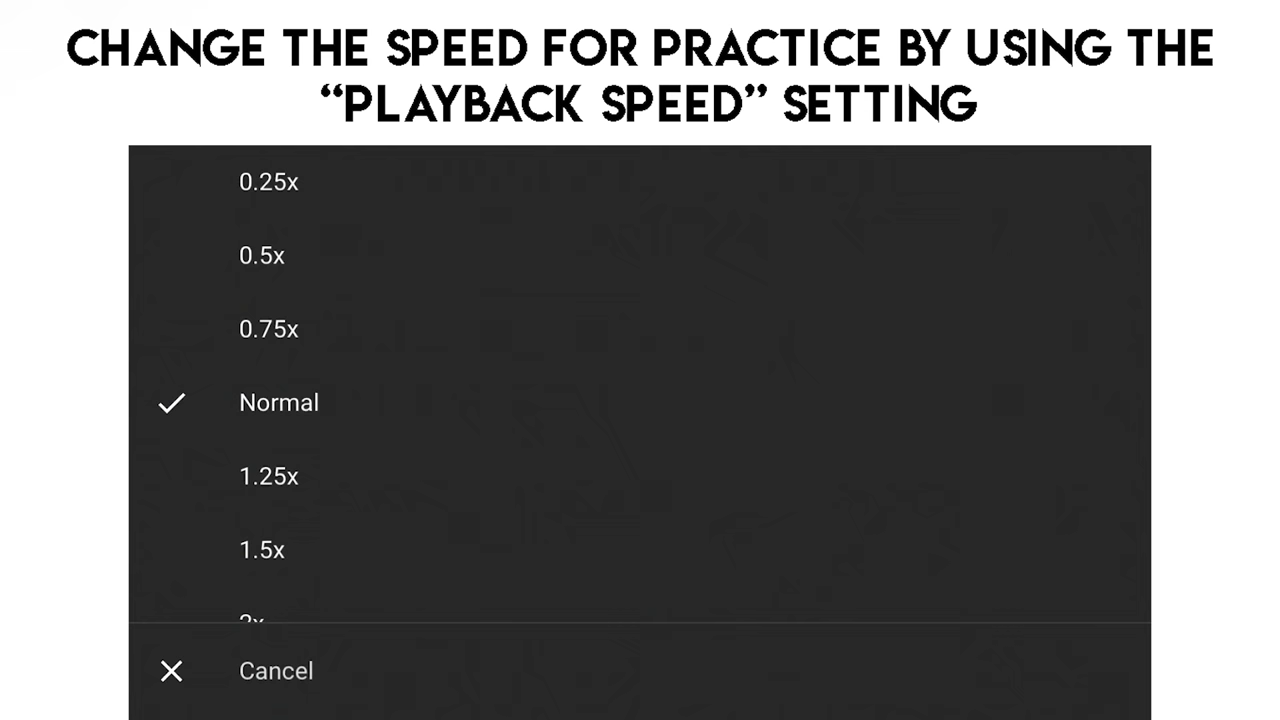 CHANGE THE SPEED FOR PRACTICE BY USING THE
“PLAYBACK SPEED” SETTING
0.25x
0.5x
0.75x
Normal
1.25x
1.5x
2x
Cancel